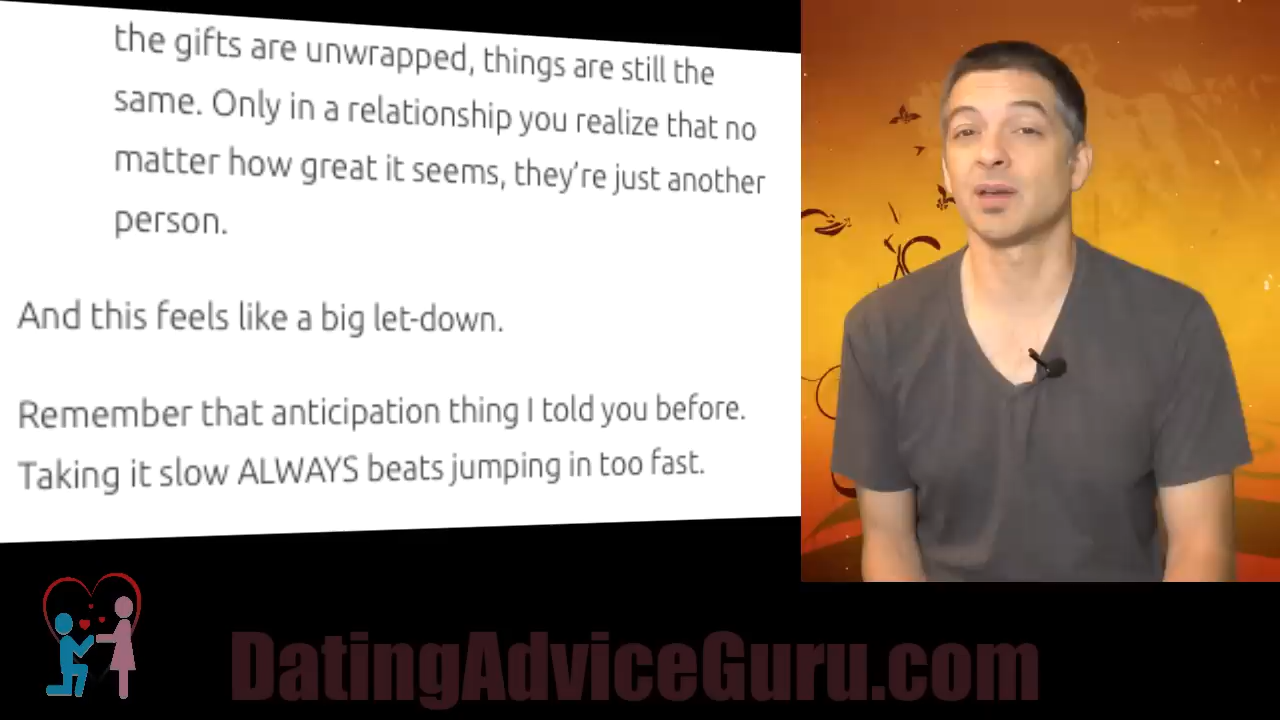 the gifts are unwrapped, things are still the
same. Only in a relationship you realize that no
matter how great it seems, they're just another
person.
And this feels like a big let-down.
Remember that anticipation thing I told you before.
Taking it slow ALWAYS beats jumping in too fast.
DatingAdviceGuru.com